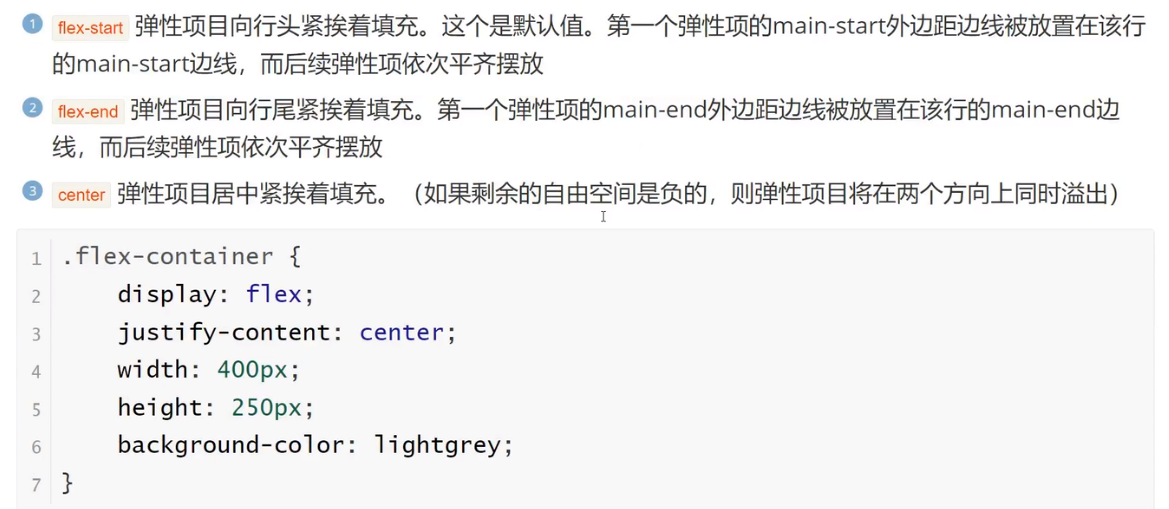 1 flex-start 弹性项目向行头紧挨着填充。这个是默认值。第一个弹性项的main-start外边距边线被放置在该行
的main-start边线，而后续弹性项依次平齐摆放
2 flex-end 弹性项目向行尾紧挨着填充。第一个弹性项的main-end外边距边线被放置在该行的main-end边
线，而后续弹性项依次平齐摆放
3 center 弹性项目居中紧挨着填充。（如果剩余的自由空间是负的，则弹性项目将在两个方向上同时溢出）
1 .flex-container {
2 display: flex;
3 justify-content: center;
4 width: 400px;
5 height: 250px;
6 background-color: lightgrey;
7 }